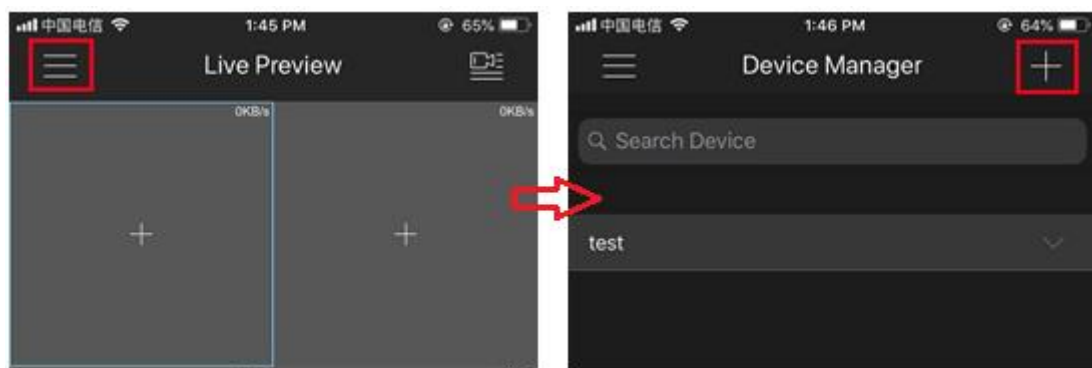 中国电信 1:45 PM 65%
Live Preview
0KB/s 0KB/s
中国电信 1:46 PM 64%
Device Manager
Search Device
test